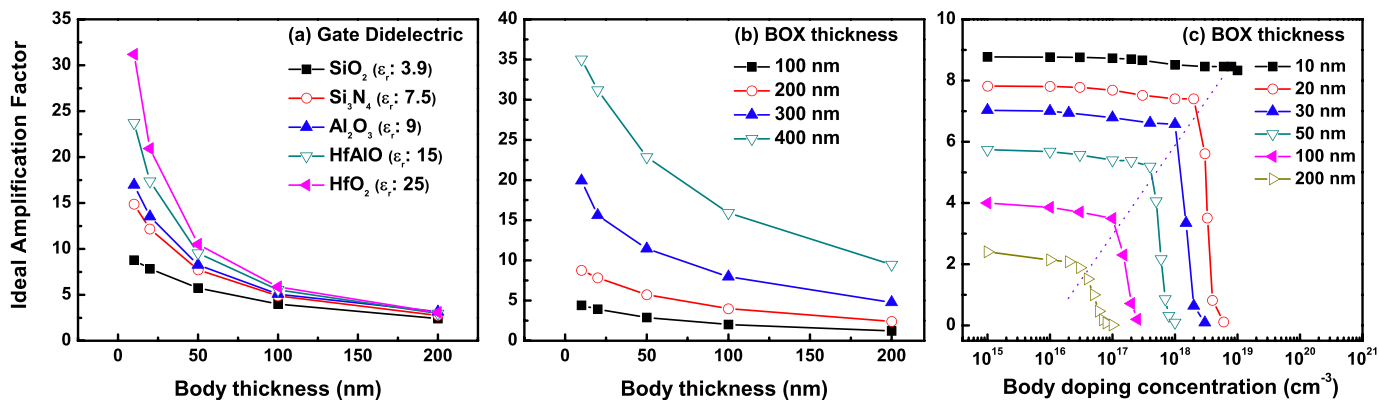 Ideal Amplification Factor
35
30
25
20
15
10
5
0
(a) Gate Didelectric
SiO2 (εr: 3.9)
Si3N4 (εr: 7.5)
Al2O3 (εr: 9)
HfAlO (εr: 15)
HfO2 (εr: 25)
0 50 100 150 200
Body thickness (nm)
40
35
30
25
20
15
10
5
0
(b) BOX thickness
100 nm
200 nm
300 nm
400 nm
0 50 100 150 200
Body thickness (nm)
10
8
6
4
2
0
(c) BOX thickness
10 nm
20 nm
30 nm
50 nm
100 nm
200 nm
10^15 10^16 10^17 10^18 10^19 10^20 10^21
Body doping concentration (cm^-3)